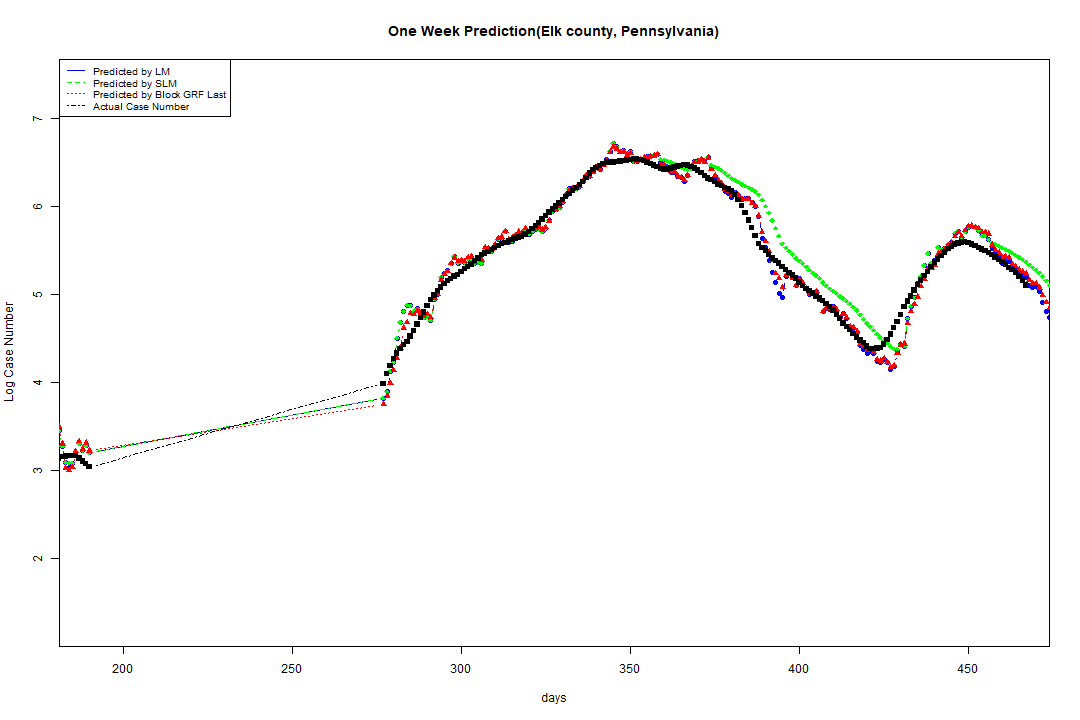 One Week Prediction(Elk county, Pennsylvania)
Predicted by LM
Predicted by SLM
Predicted by Block GRF Last
Actual Case Number
7
6
5
4
3
2
Log Case Number
200 250 300 350 400 450
days